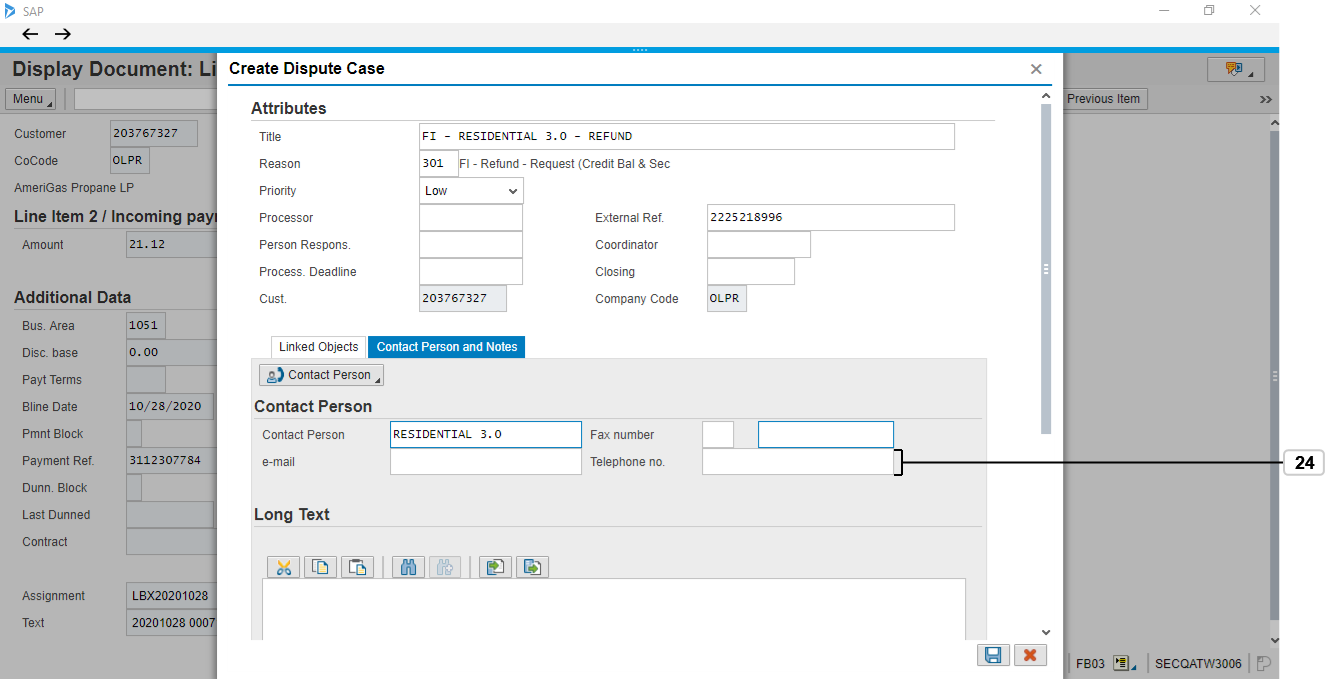 SAP
Display Document: Li
Create Dispute Case
Menu
Previous Item
Attributes
Customer 203767327
CoCode OLPR
AmeriGas Propane LP
Line Item 2 / Incoming payr
Amount 21.12
Additional Data
Bus. Area 1051
Disc. base 0.00
Payt Terms
Bline Date 10/28/2020
Pmnt Block
Payment Ref. 3112307784
Dunn. Block
Last Dunned
Contract
Assignment LBX20201028
Text 20201028 0007
Title FI - RESIDENTIAL 3.0 - REFUND
Reason 301 FI - Refund - Request (Credit Bal & Sec
Priority Low
Processor External Ref. 2225218996
Person Respons. Coordinator
Process. Deadline Closing
Cust. 203767327 Company Code OLPR
Linked Objects Contact Person and Notes
Contact Person
Contact Person
Contact Person RESIDENTIAL 3.0 Fax number
e-mail Telephone no.
24
Long Text
FB03 SECQATW3006